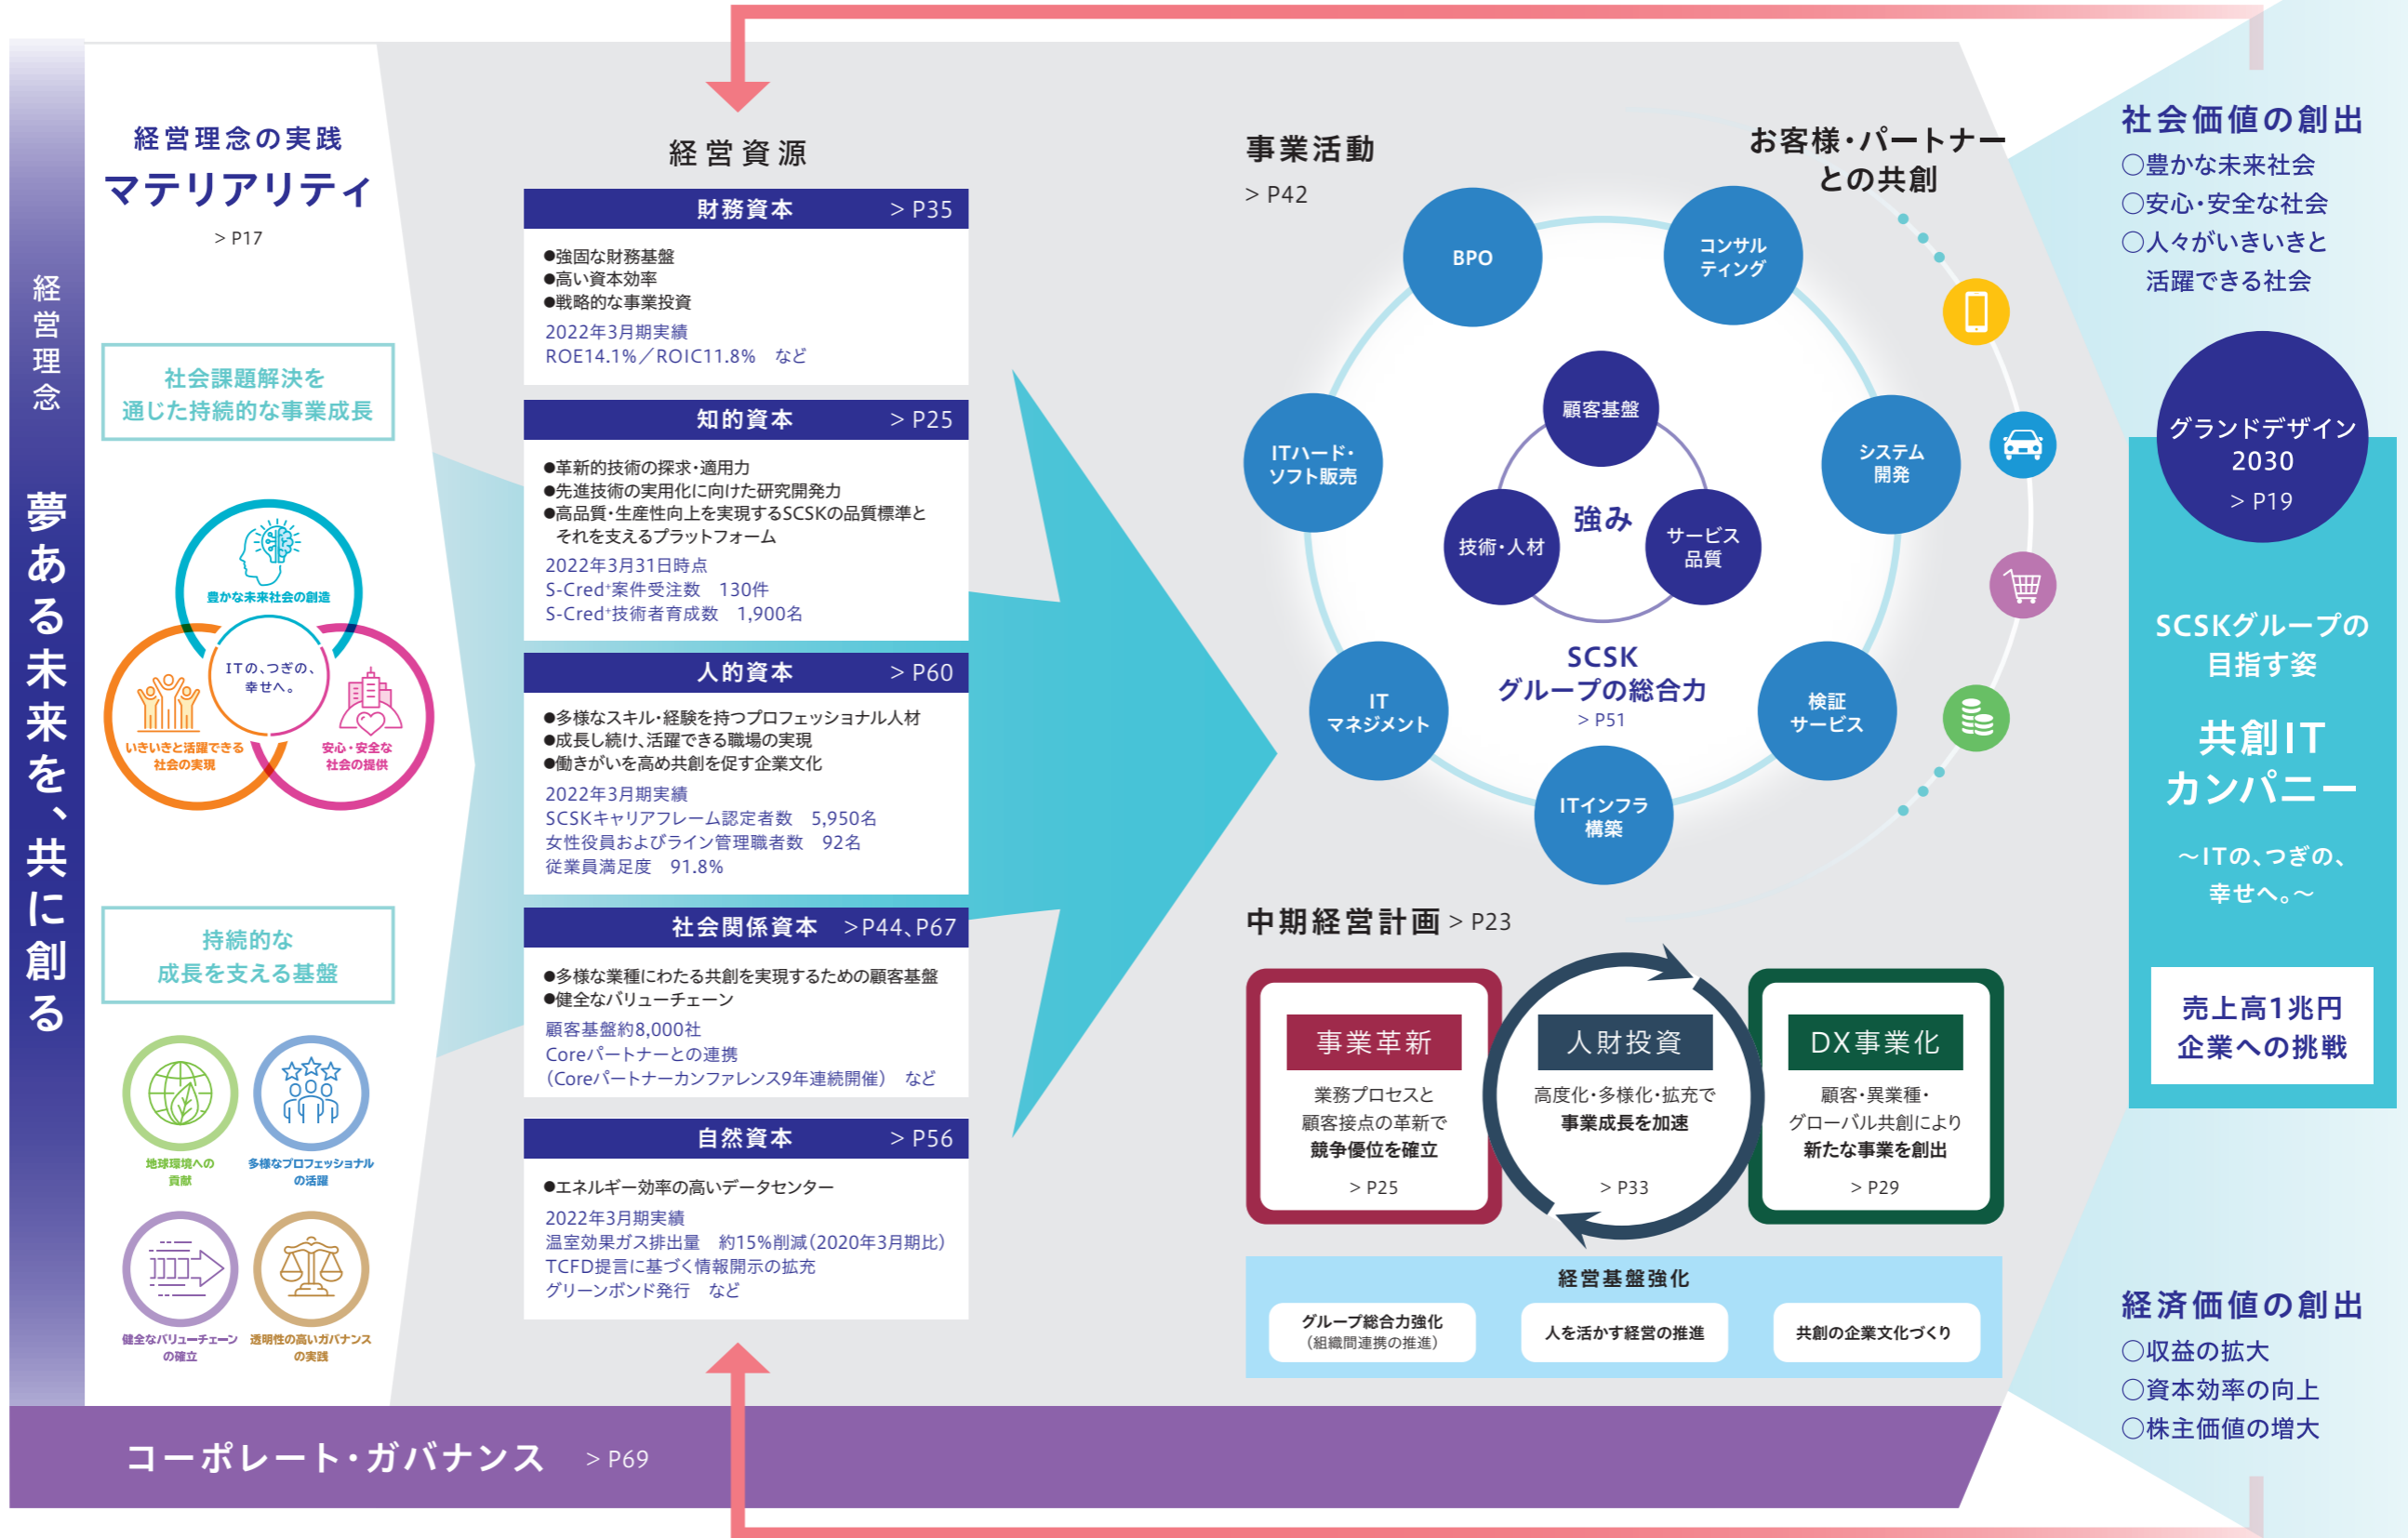 経営理念
夢ある未来を、共に創る
経営理念の実践
マテリアリティ
> P17
社会課題解決を
通じた持続的な事業成長
豊かな未来社会の創造
ITの、つぎの、
幸せへ。
いきいきと活躍できる
社会の実現
安心・安全な
社会の提供
持続的な
成長を支える基盤
地球環境への
貢献
多様なプロフェッショナル
の活躍
健全なバリューチェーン
の確立
透明性の高いガバナンス
の実践
経営資源
財務資本 > P35
●強固な財務基盤
●高い資本効率
●戦略的な事業投資
2022年3月期実績
ROE14.1%／ROIC11.8% など
知的資本 > P25
●革新的技術の探求・適用力
●先進技術の実用化に向けた研究開発力
●高品質・生産性向上を実現するSCSKの品質標準と
それを支えるプラットフォーム
2022年3月31日時点
S-Cred⁺案件受注数 130件
S-Cred⁺技術者育成数 1,900名
人的資本 > P60
●多様なスキル・経験を持つプロフェッショナル人材
●成長し続け、活躍できる職場の実現
●働きがいを高め共創を促す企業文化
2022年3月期実績
SCSKキャリアフレーム認定者数 5,950名
女性役員およびライン管理職者数 92名
従業員満足度 91.8%
社会関係資本 >P44、P67
●多様な業種にわたる共創を実現するための顧客基盤
●健全なバリューチェーン
顧客基盤約8,000社
Coreパートナーとの連携
（Coreパートナーカンファレンス9年連続開催） など
自然資本 > P56
●エネルギー効率の高いデータセンター
2022年3月期実績
温室効果ガス排出量 約15%削減（2020年3月期比）
TCFD提言に基づく情報開示の拡充
グリーンボンド発行 など
事業活動
> P42
お客様・パートナー
との共創
BPO
コンサル
ティング
ITハード・
ソフト販売
システム
開発
IT
マネジメント
検証
サービス
ITインフラ
構築
顧客基盤
強み
技術・人材
サービス
品質
SCSK
グループの総合力
> P51
中期経営計画 > P23
事業革新
業務プロセスと
顧客接点の革新で
競争優位を確立
> P25
人財投資
高度化・多様化・拡充で
事業成長を加速
> P33
DX事業化
顧客・異業種・
グローバル共創により
新たな事業を創出
> P29
経営基盤強化
グループ総合力強化
（組織間連携の推進）
人を活かす経営の推進
共創の企業文化づくり
社会価値の創出
○豊かな未来社会
○安心・安全な社会
○人々がいきいきと
活躍できる社会
グランドデザイン
2030
> P19
SCSKグループの
目指す姿
共創IT
カンパニー
～ITの、つぎの、
幸せへ。～
売上高1兆円
企業への挑戦
経済価値の創出
○収益の拡大
○資本効率の向上
○株主価値の増大
コーポレート・ガバナンス > P69